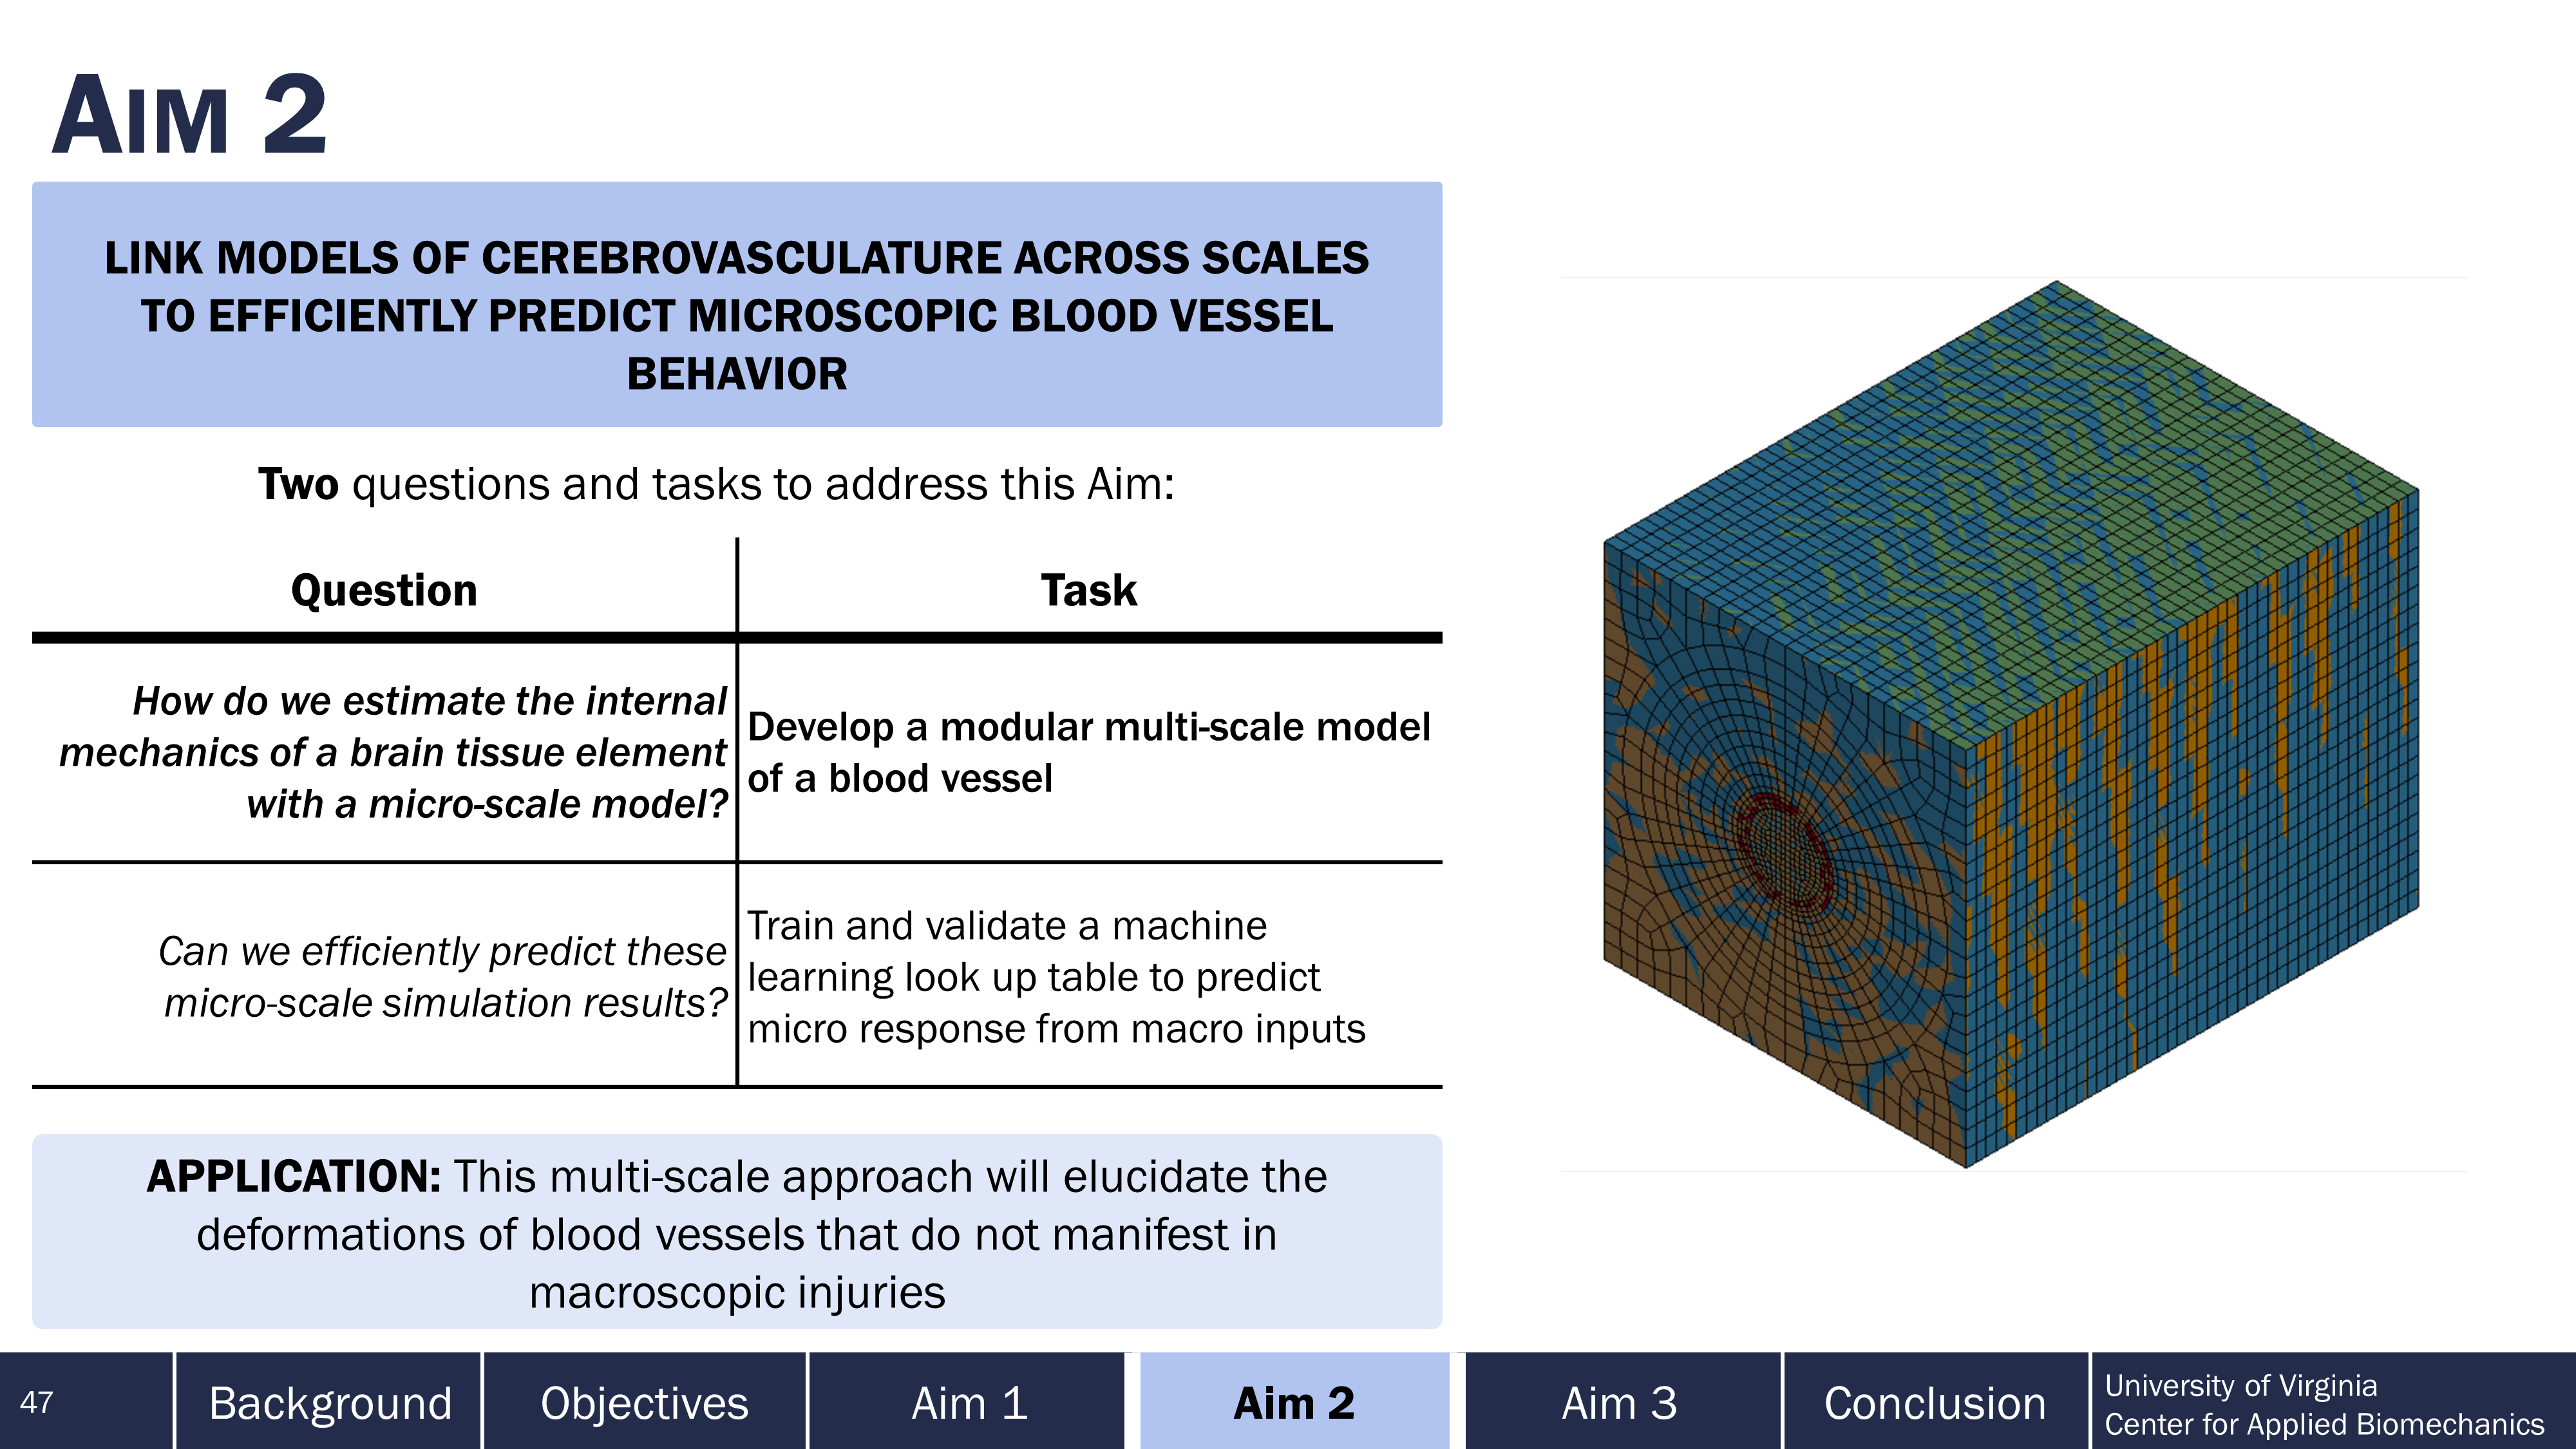 AIM 2
LINK MODELS OF CEREBROVASCULATURE ACROSS SCALES
TO EFFICIENTLY PREDICT MICROSCOPIC BLOOD VESSEL
BEHAVIOR
Two questions and tasks to address this Aim:
Question
Task
How do we estimate the internal
mechanics of a brain tissue element
with a micro-scale model?
Develop a modular multi-scale model
of a blood vessel
Can we efficiently predict these
micro-scale simulation results?
Train and validate a machine
learning look up table to predict
micro response from macro inputs
APPLICATION: This multi-scale approach will elucidate the
deformations of blood vessels that do not manifest in
macroscopic injuries
47
Background
Objectives
Aim 1
Aim 2
Aim 3
Conclusion
University of Virginia
Center for Applied Biomechanics